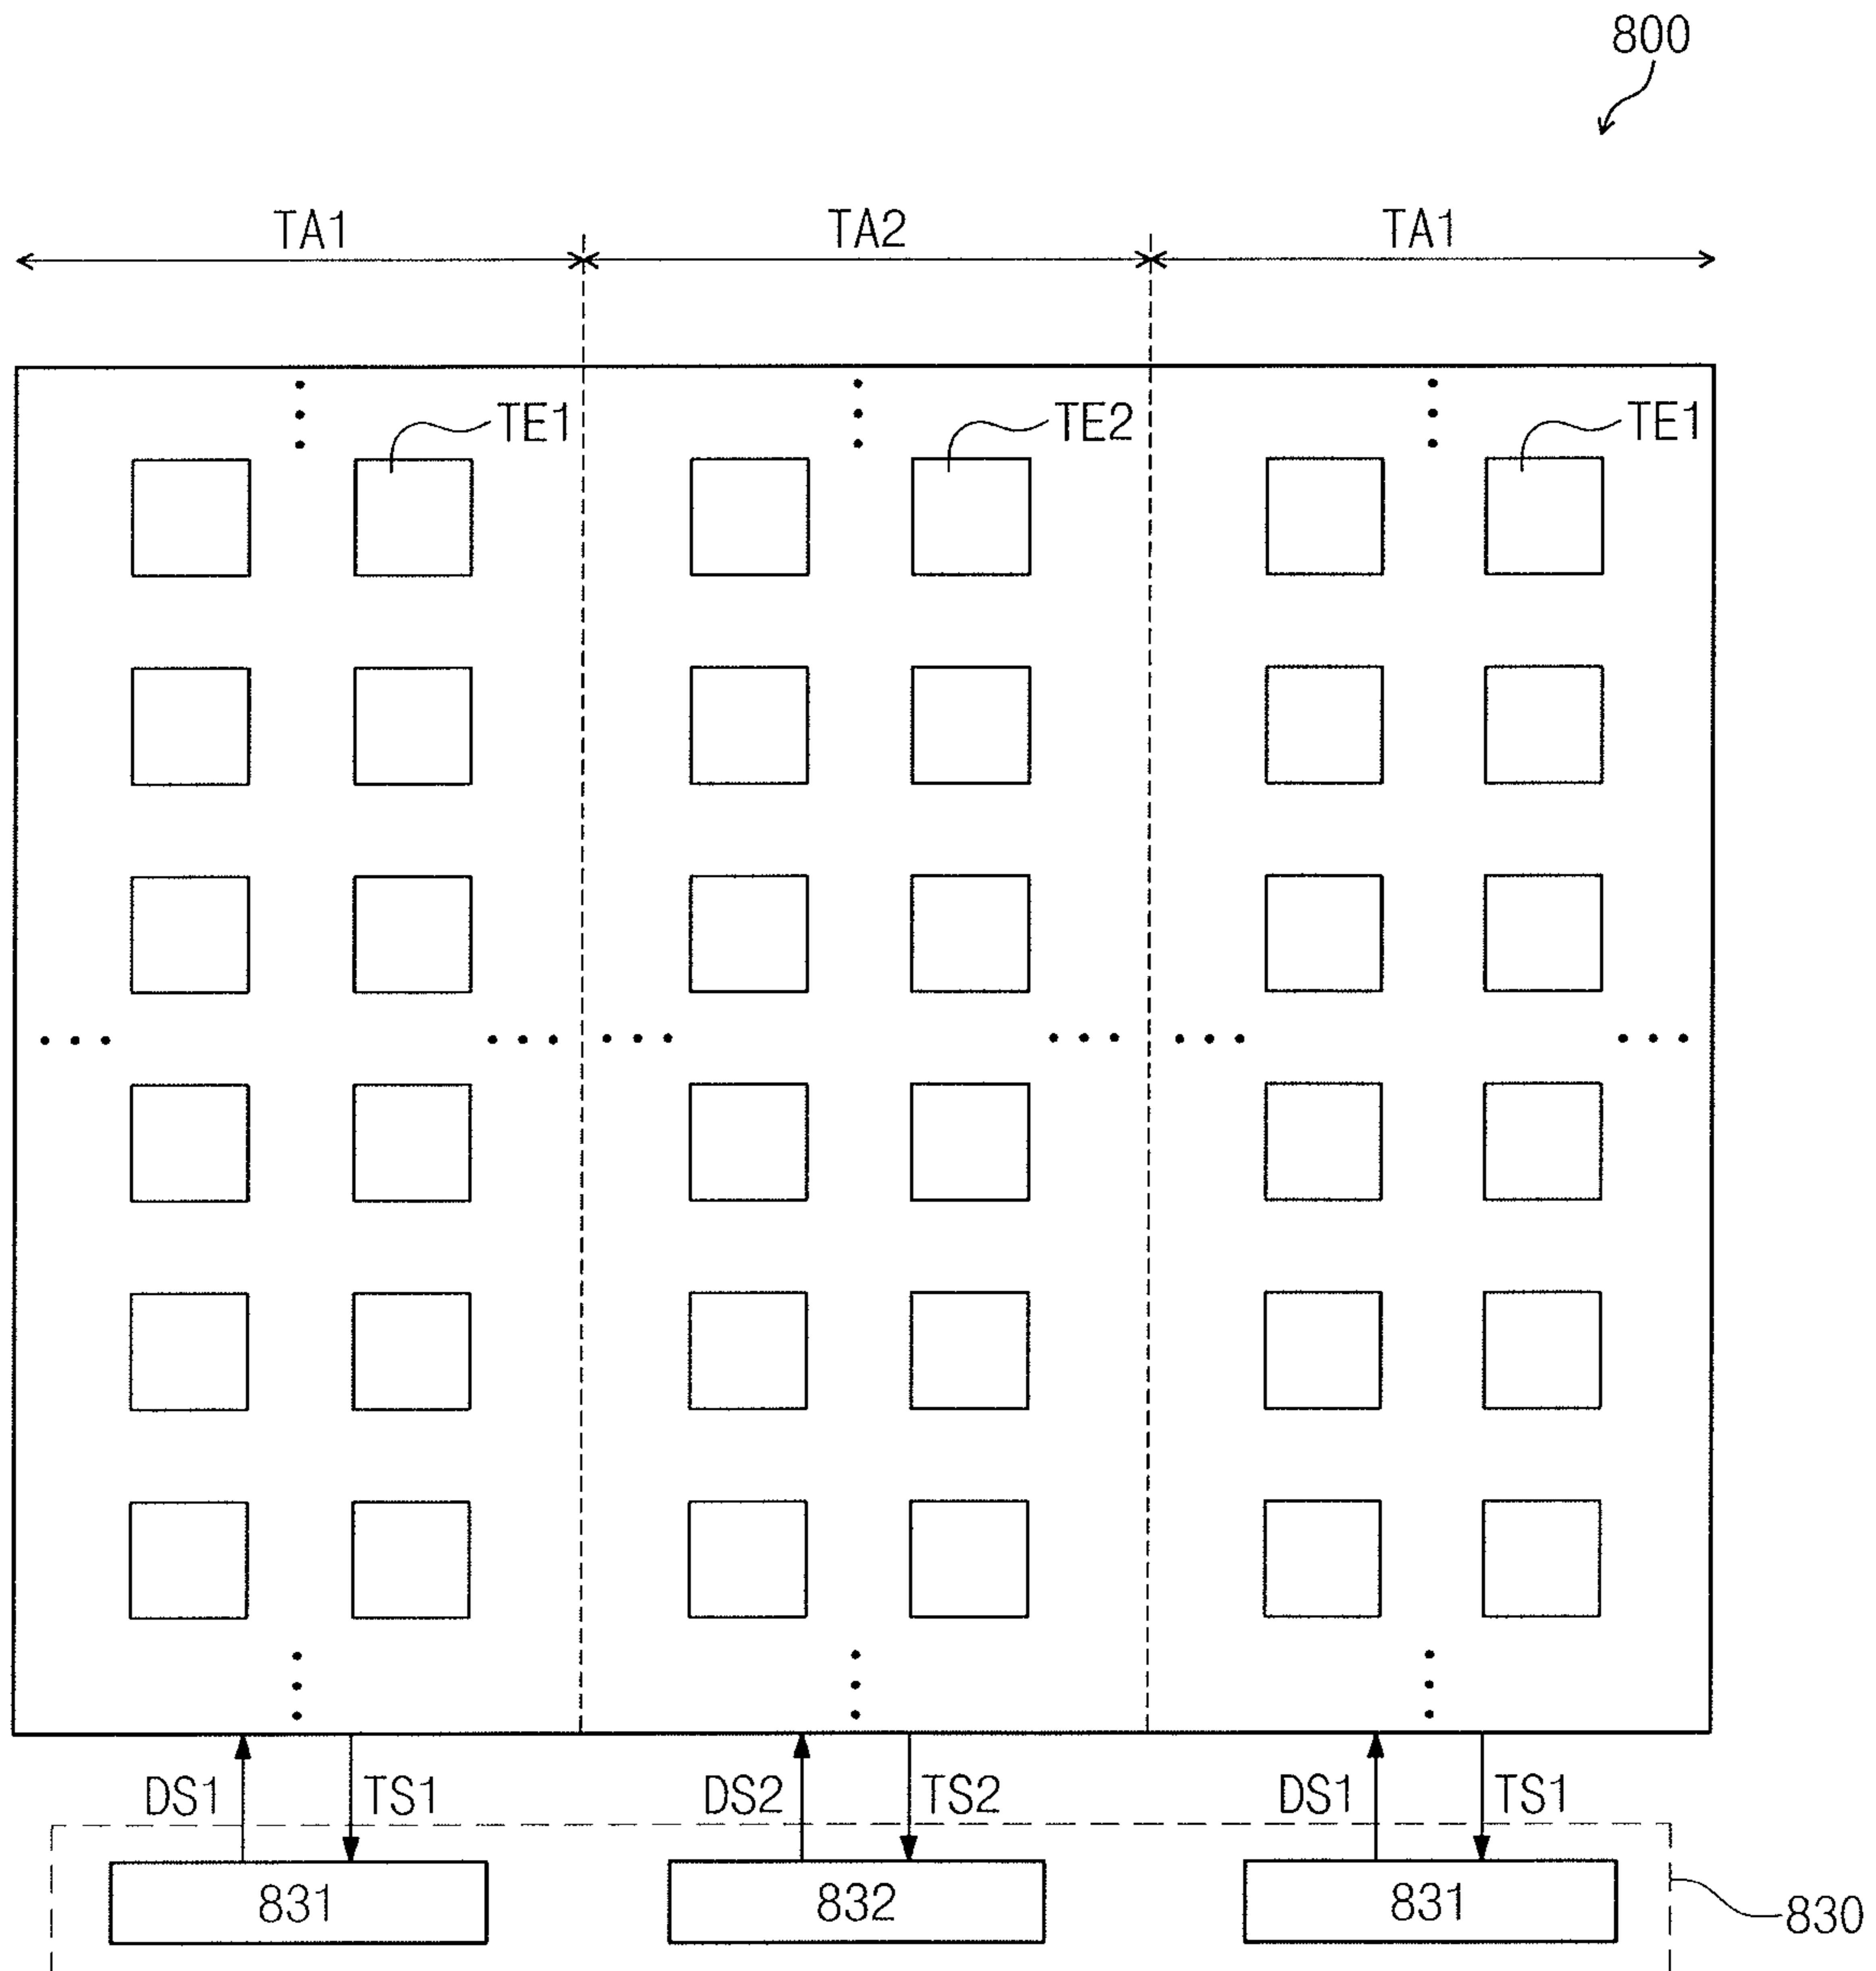 800
TA1 TA2 TA1
TE1 TE2 TE1
DS1 TS1 DS2 TS2 DS1 TS1
831 832 831
830